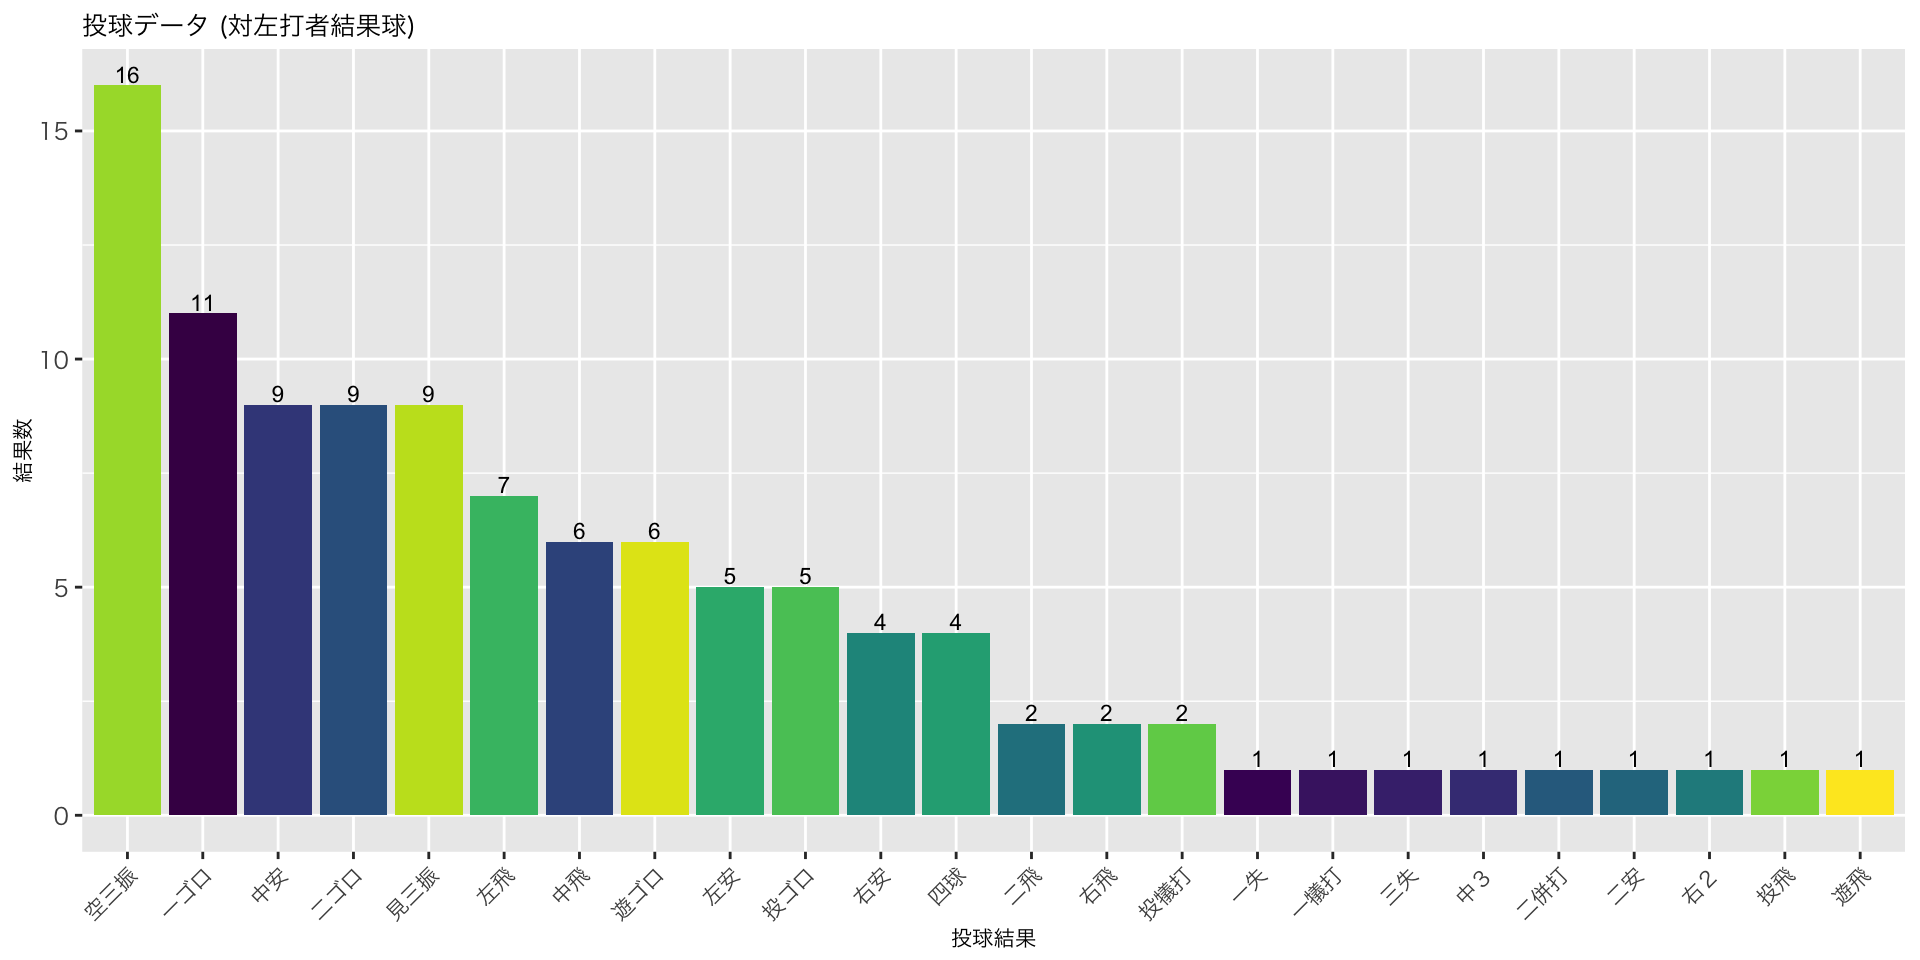 投球データ (対左打者結果球)
結果数
15
10
5
0
16
11
9
9
9
7
6
6
5
5
4
4
2
2
2
1
1
1
1
1
1
1
1
1
空三振
一ゴロ
中安
二ゴロ
見三振
左飛
中飛
遊ゴロ
左安
投ゴロ
右安
四球
二飛
右飛
投犠打
一失
一犠打
三失
中３
二併打
二安
右２
投飛
遊飛
投球結果